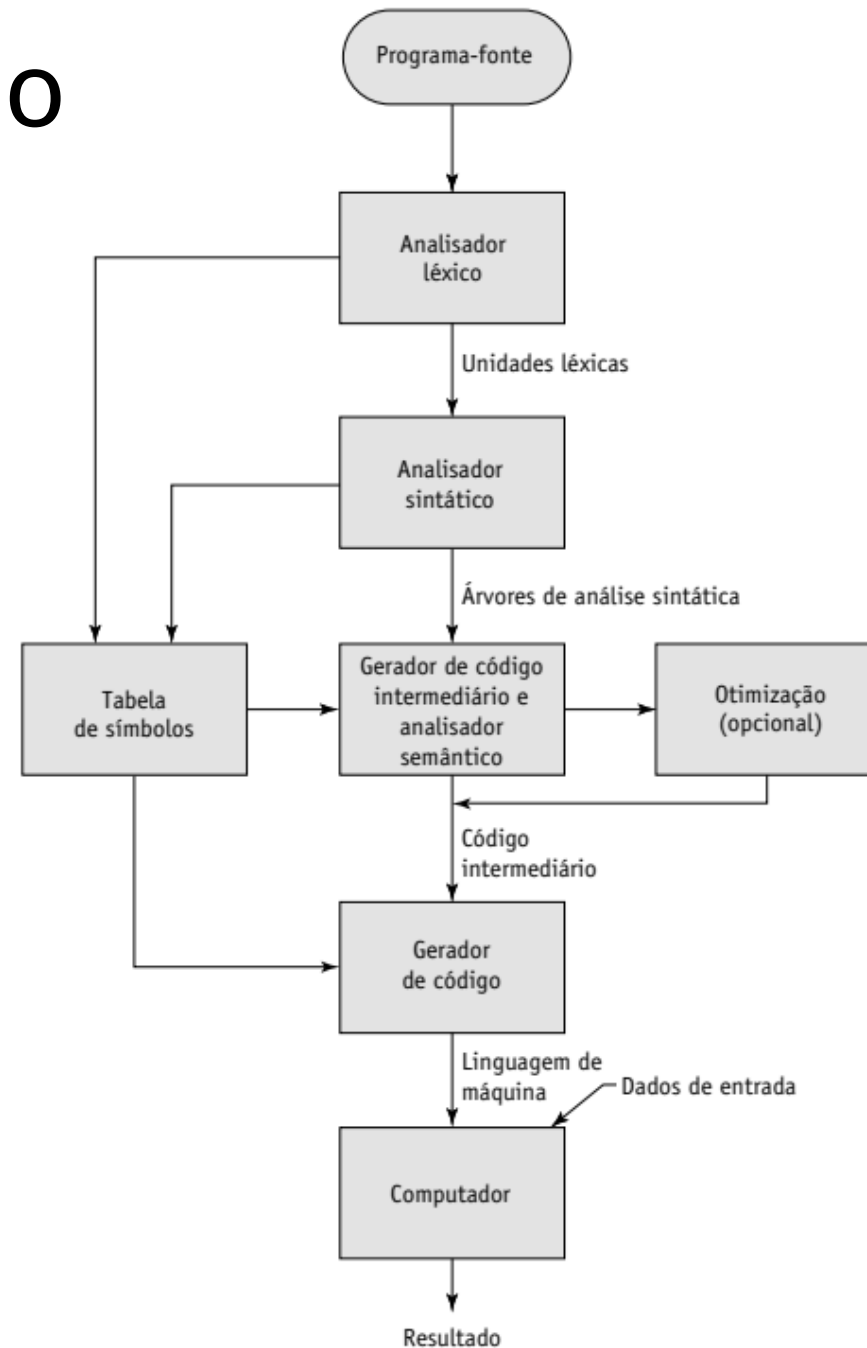 o
Programa-fonte
Analisador
léxico
Unidades léxicas
Analisador
sintático
Árvores de análise sintática
Tabela
de símbolos
Gerador de código
intermediário e
analisador
semântico
Otimização
(opcional)
Código
intermediário
Gerador
de código
Linguagem de
máquina
Dados de entrada
Computador
Resultado